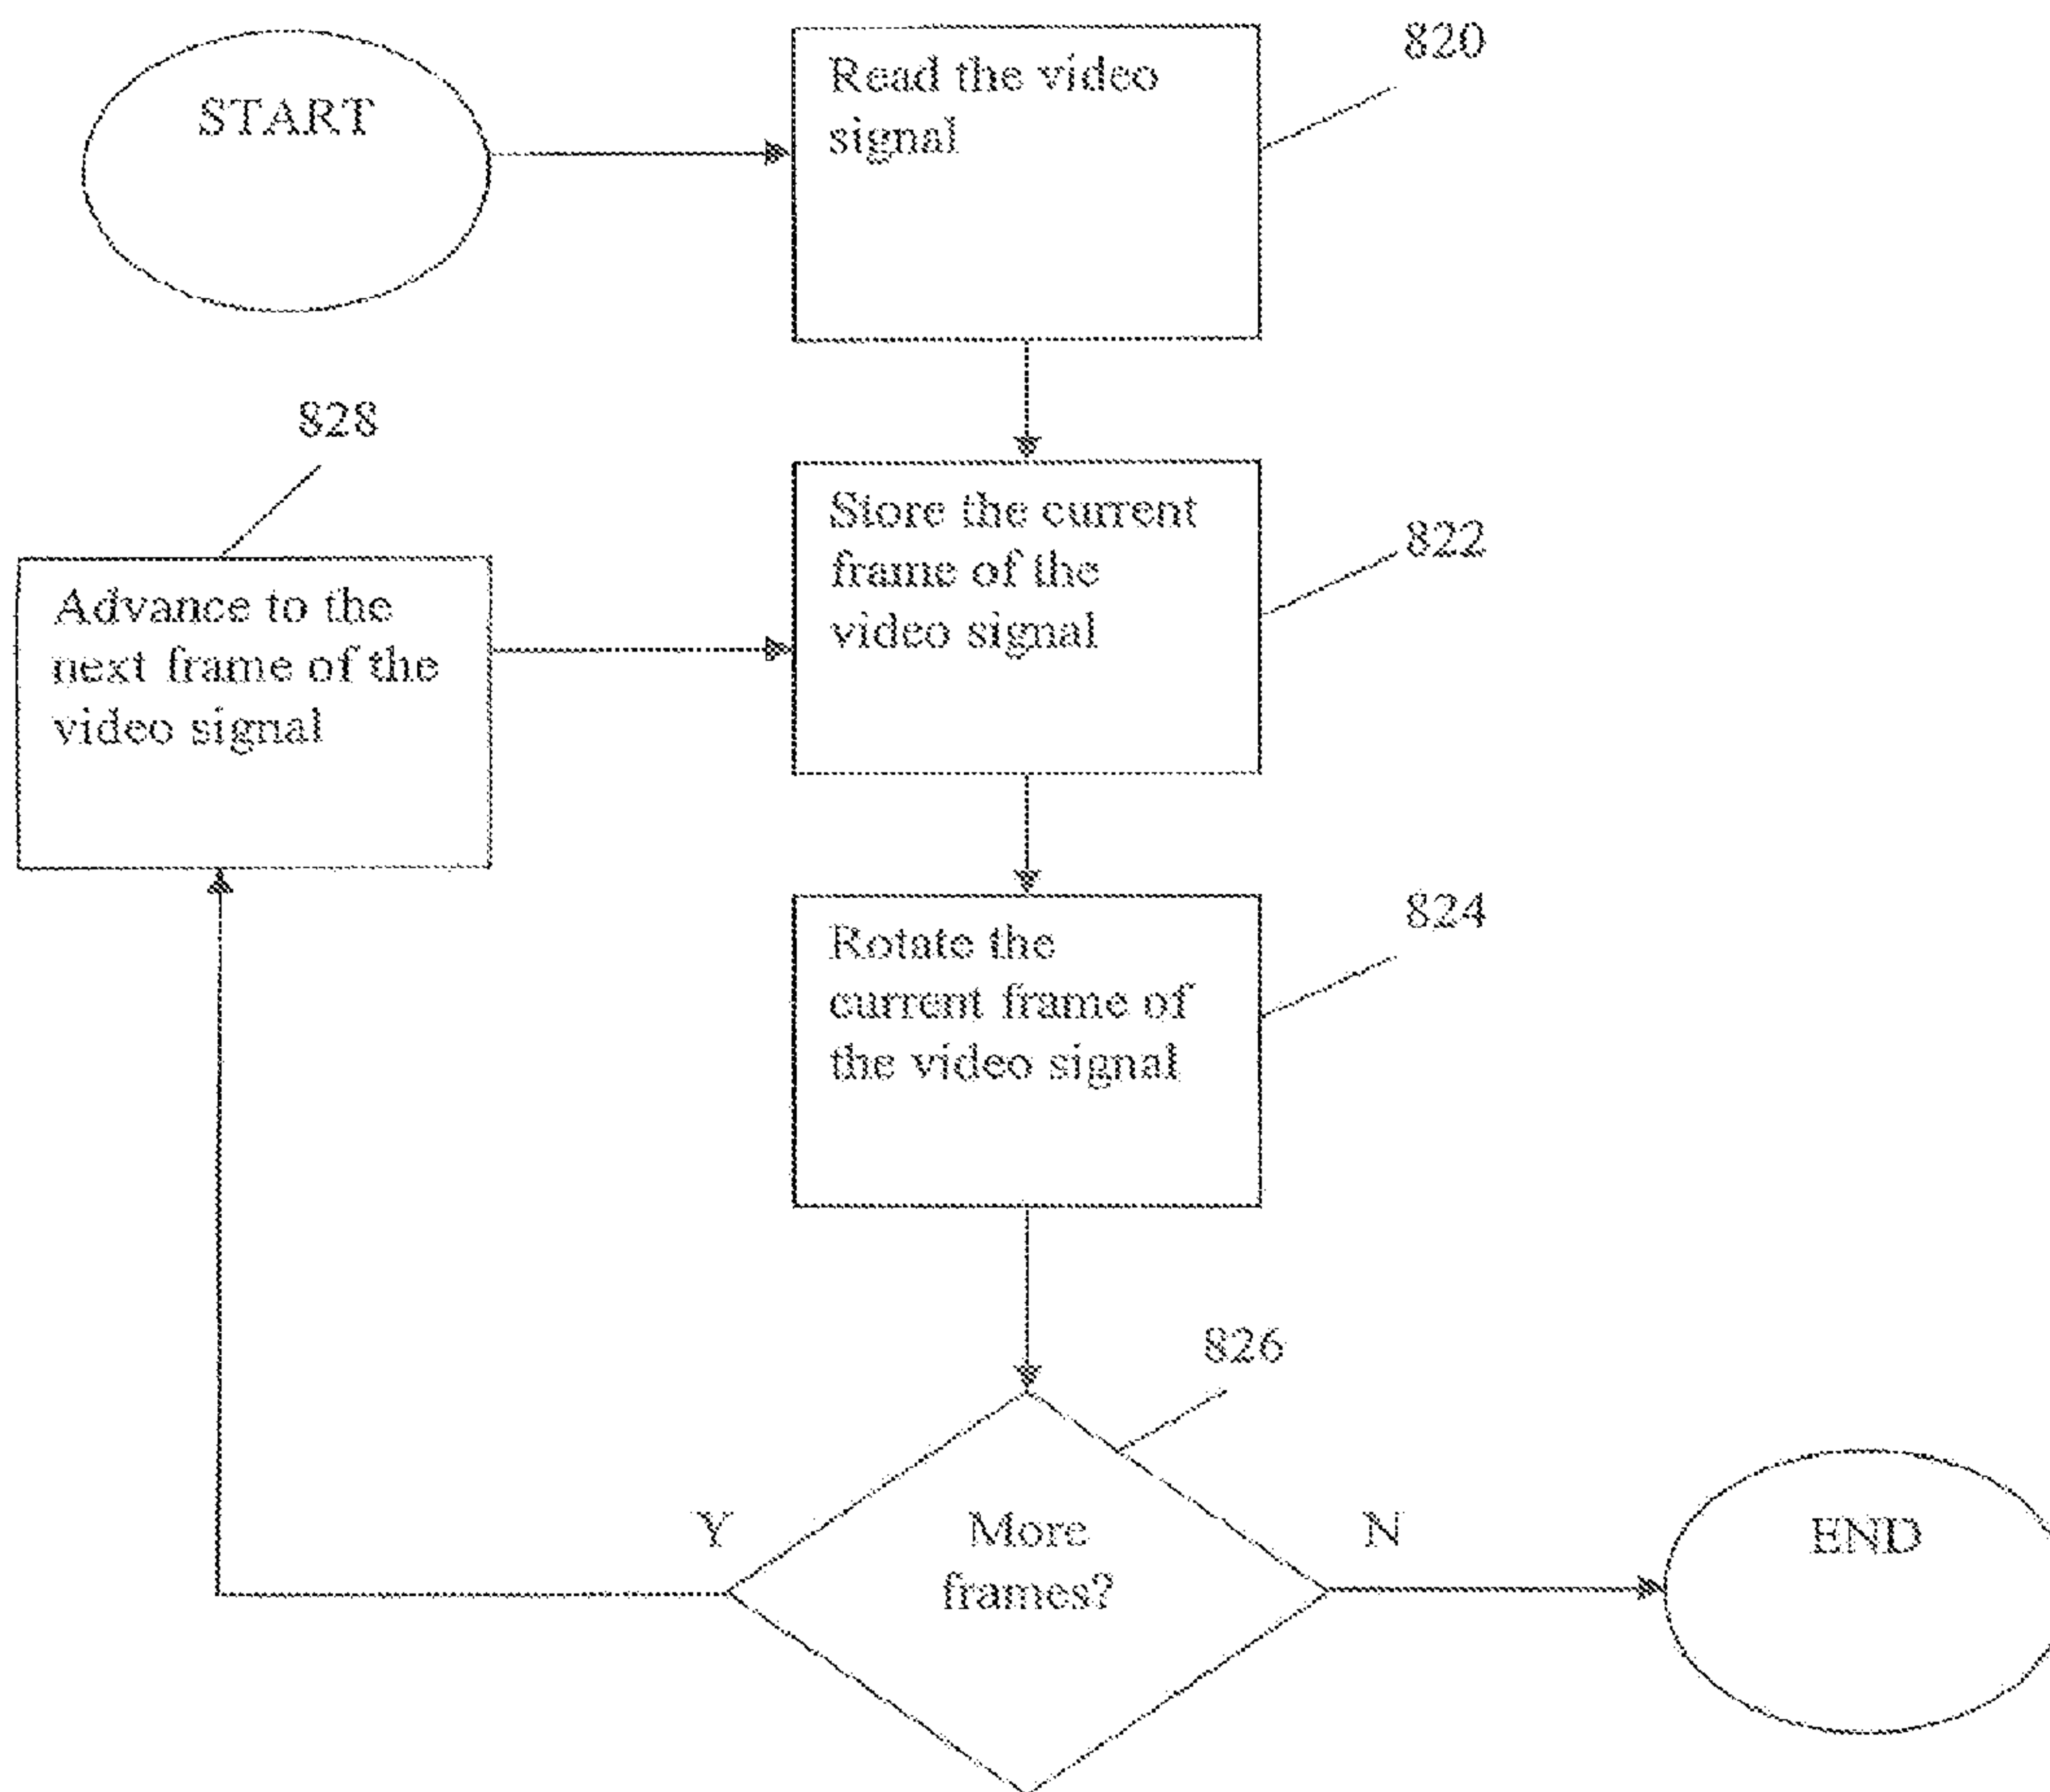 START
Read the video
signal
820
828
Store the current
frame of the
video signal
822
Advance to the
next frame of the
video signal
Rotate the
current frame of
the video signal
824
826
Y
More
frames?
N
END